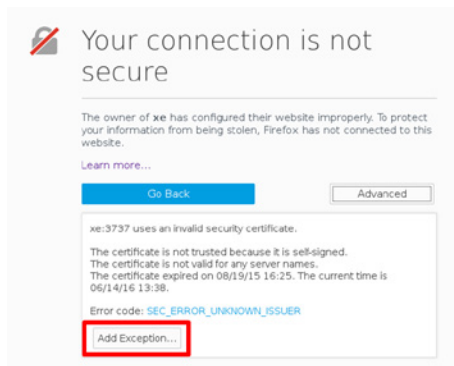 Your connection is not
secure
The owner of xe has configured their website improperly. To protect
your information from being stolen, Firefox has not connected to this
website.
Learn more...
Go Back
Advanced
xe:3737 uses an invalid security certificate.
The certificate is not trusted because it is self-signed.
The certificate is not valid for any server names.
The certificate expired on 08/19/15 16:25. The current time is
06/14/16 13:38.
Error code: SEC_ERROR_UNKNOWN_ISSUER
Add Exception...